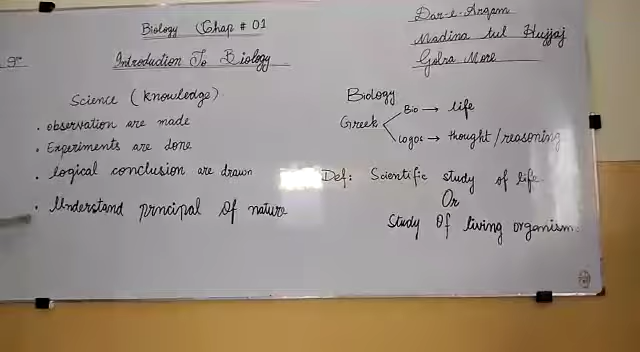 Biology Chap # 01
Introduction To Biology
Dar-e-Arqam
Madina tul Hujjaj
Golra More
Science (knowledge)
• observation are made
• Experiments are done
• logical conclusion are drawn
• Understand prncipal of nature
Biology
Greek
Bio → life
Logos → thought/reasoning
Def: Scientific study of life
Or
Study Of living organism.